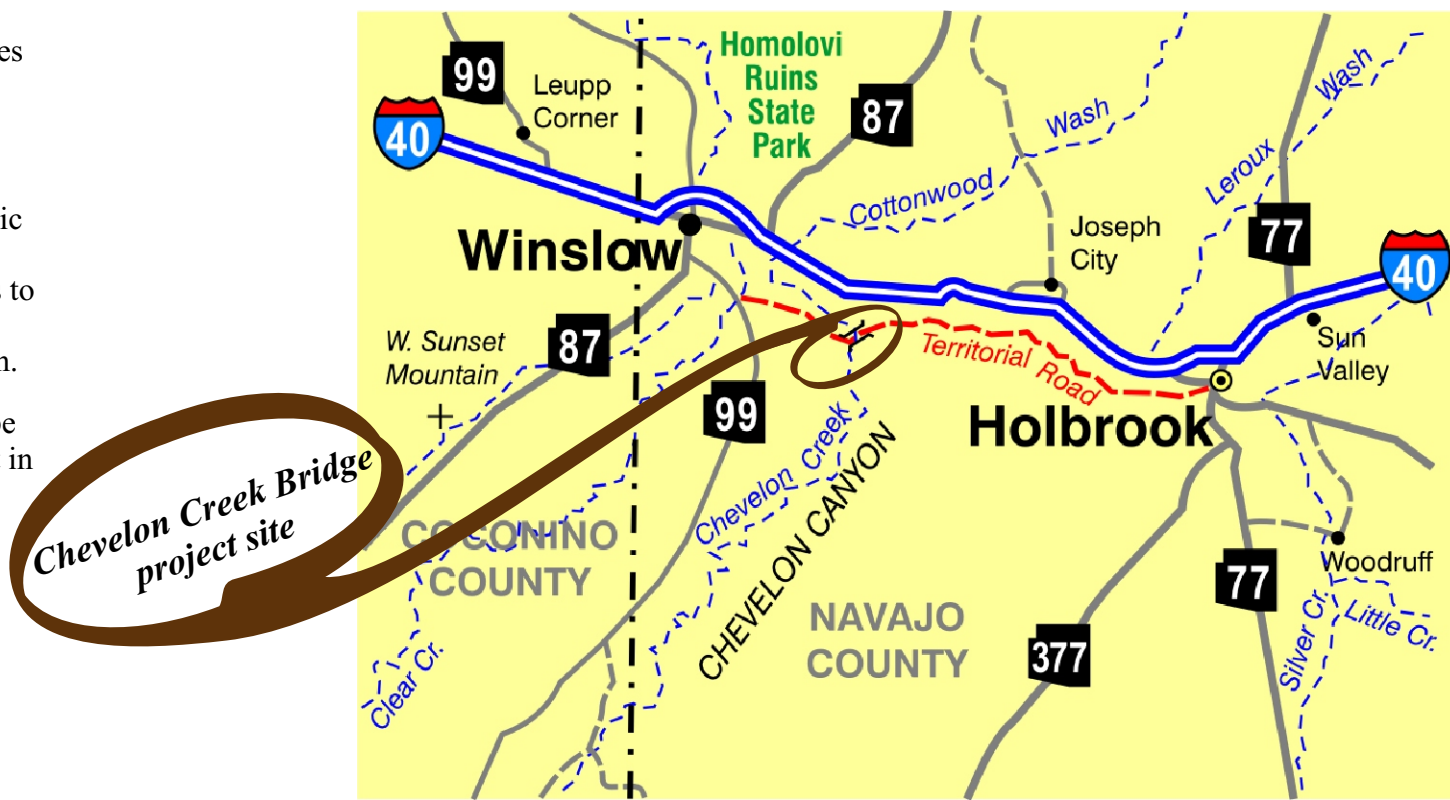 es
ic
s to
n.
be
t in
99
Leupp
Corner
40
Homolovi
Ruins
State
Park
87
Wash
Cottonwood
Wash
Leroux
77
Joseph
City
40
Winslow
W. Sunset
Mountain
87
Sun
Valley
Territorial Road
99
Holbrook
Chevelon Creek Bridge
project site
Chevelon Creek
CHEVELON CANYON
COCONINO
COUNTY
Woodruff
77
NAVAJO
COUNTY
377
Silver Cr.
Little Cr.
Clear Cr.